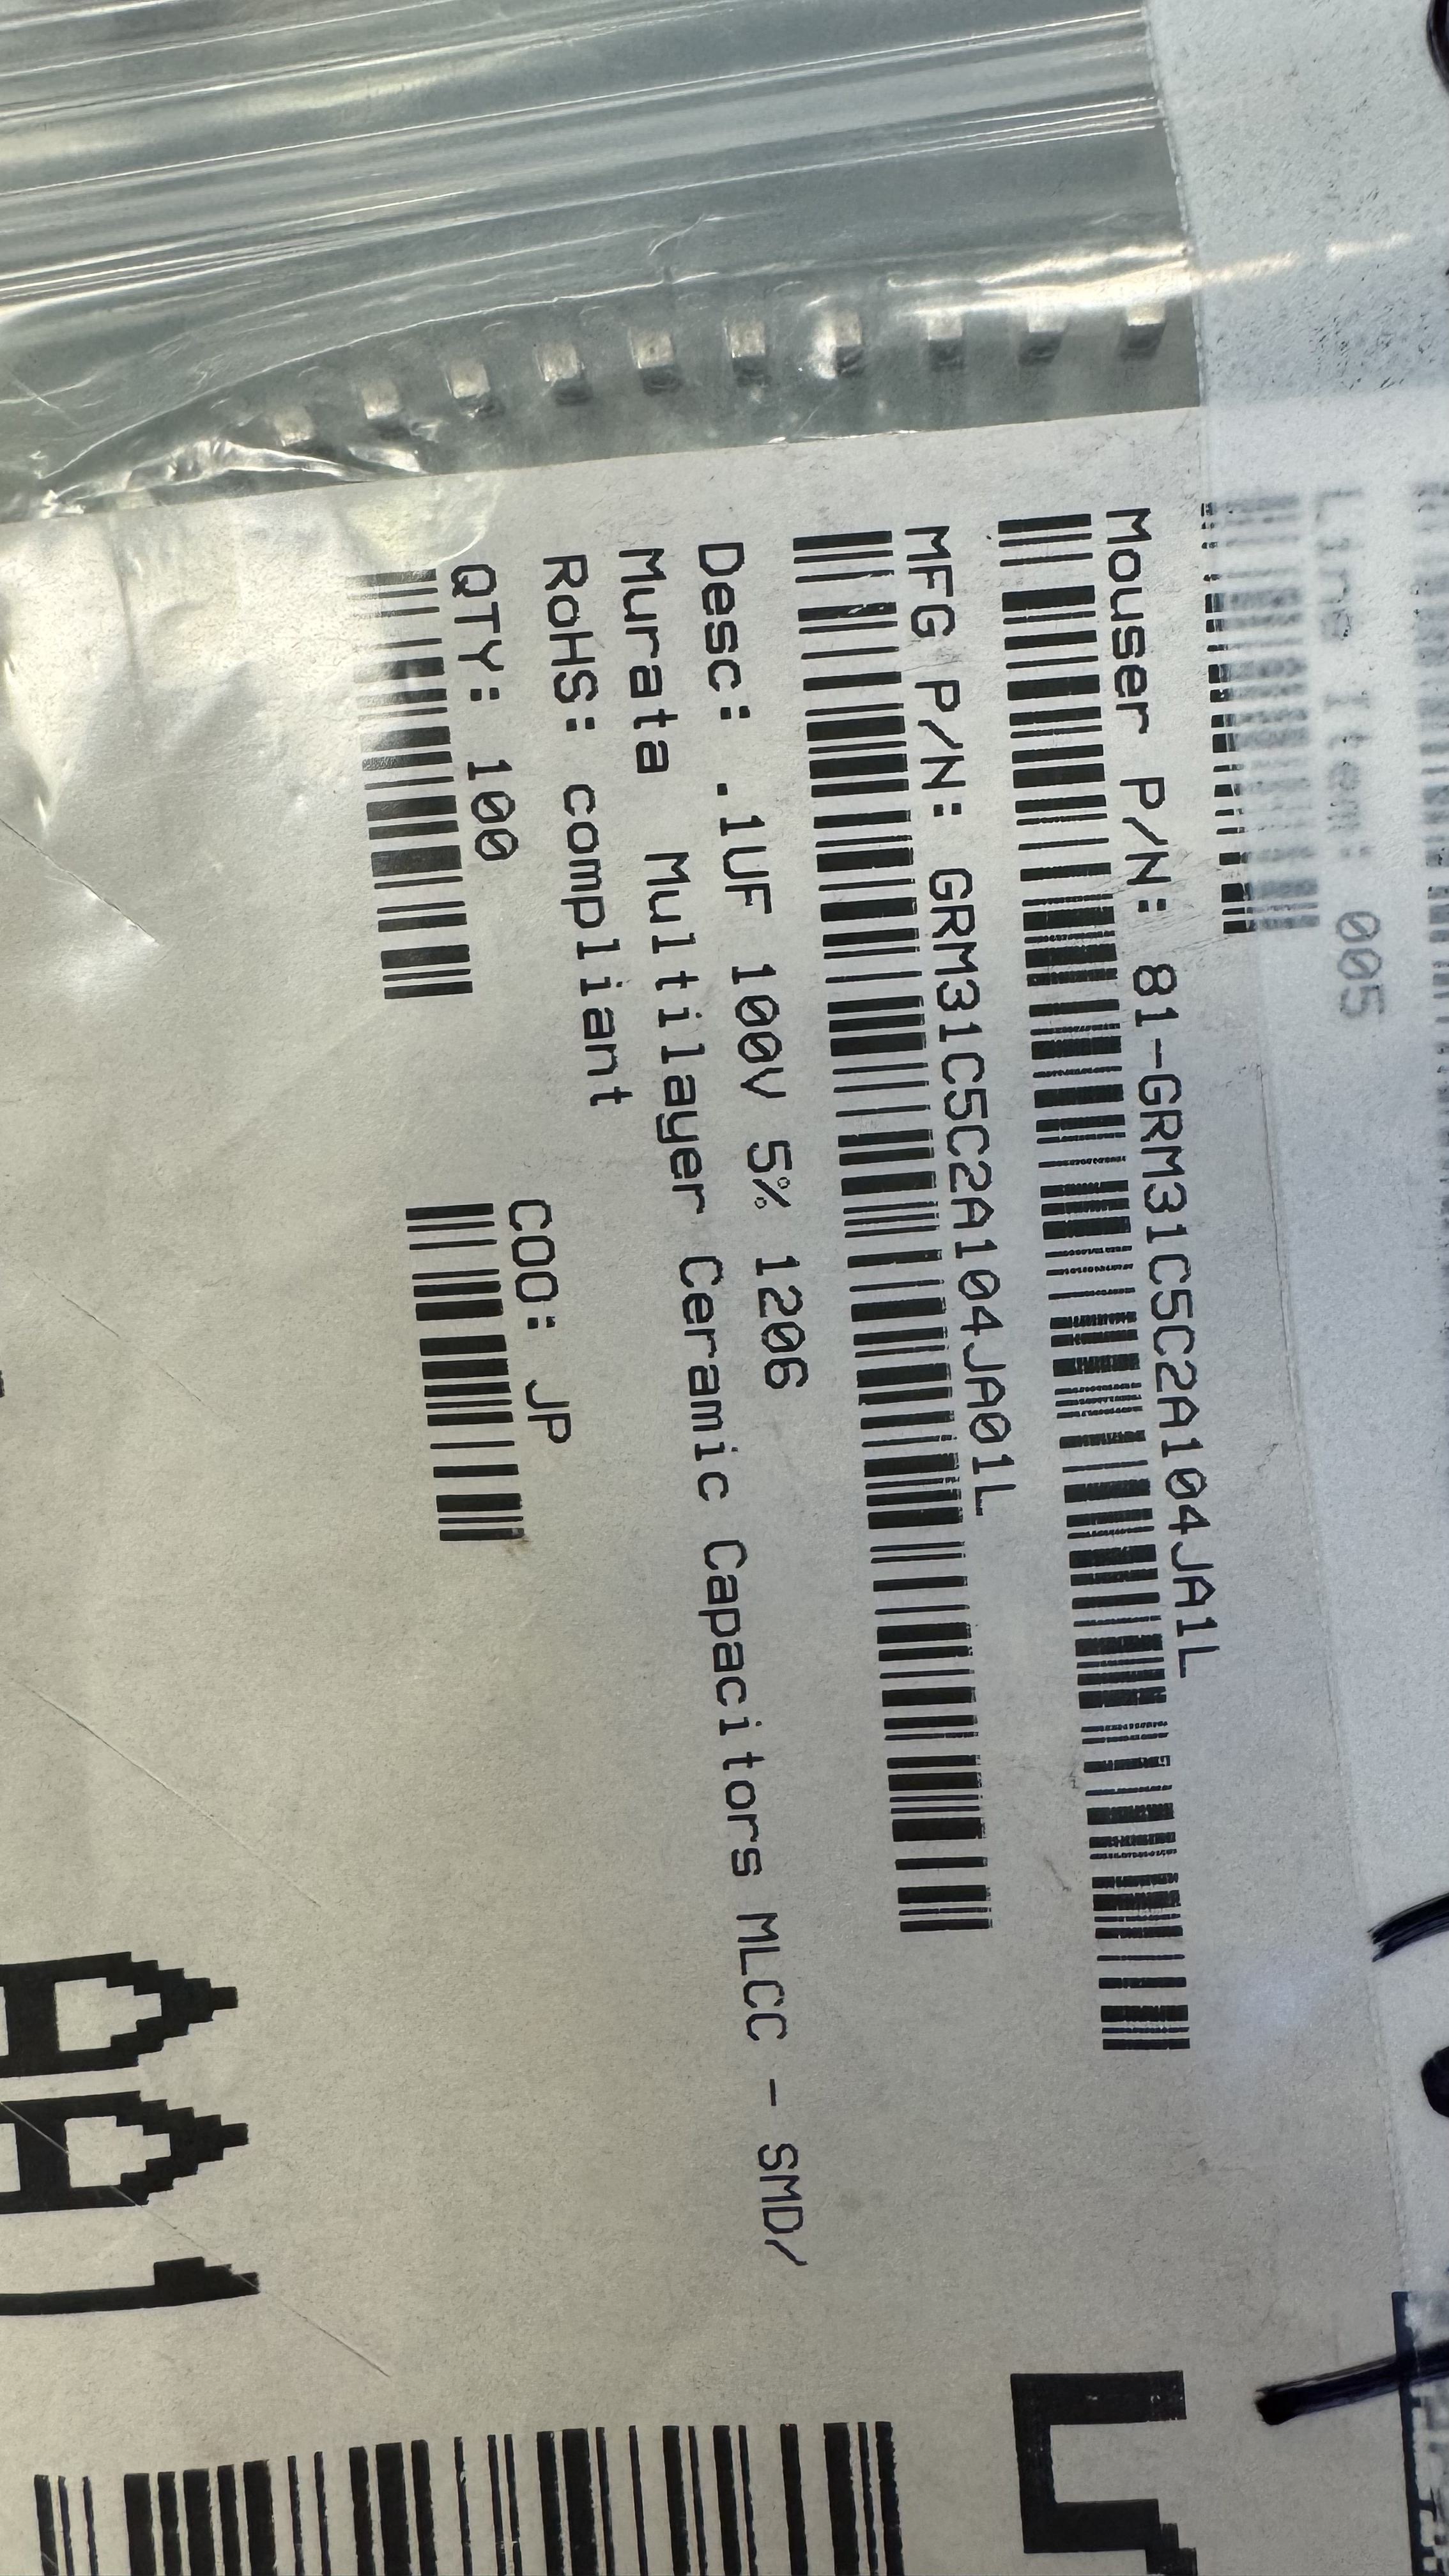 Line Item: 005
Mouser P/N: 81-GRM31C5C2A104JA1L
MFG P/N: GRM31C5C2A104JA01L
Desc: .1UF 100V 5% 1206
Murata Multilayer Ceramic Capacitors MLCC - SMD/
RoHS: compliant
QTY: 100 COO: JP